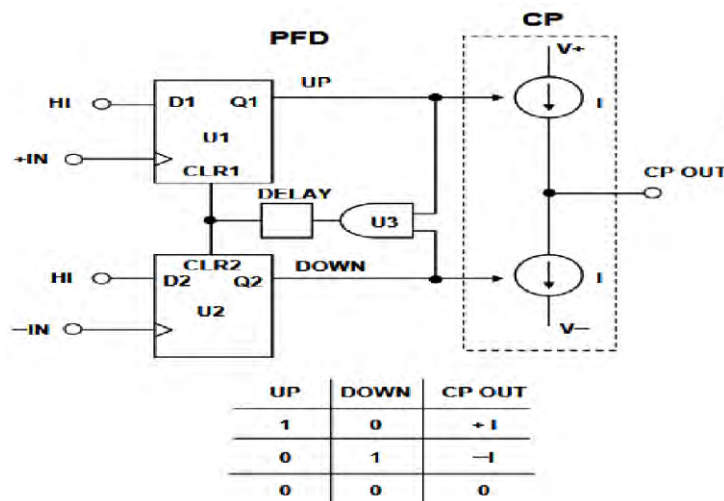 PFD
CP
V+
UP
HI
D1 Q1
I
U1
+IN
CLR1
CP OUT
DELAY
U3
CLR2
DOWN
HI
D2 Q2
I
U2
–IN
V–
UP DOWN CP OUT
1 0 +I
0 1 –I
0 0 0